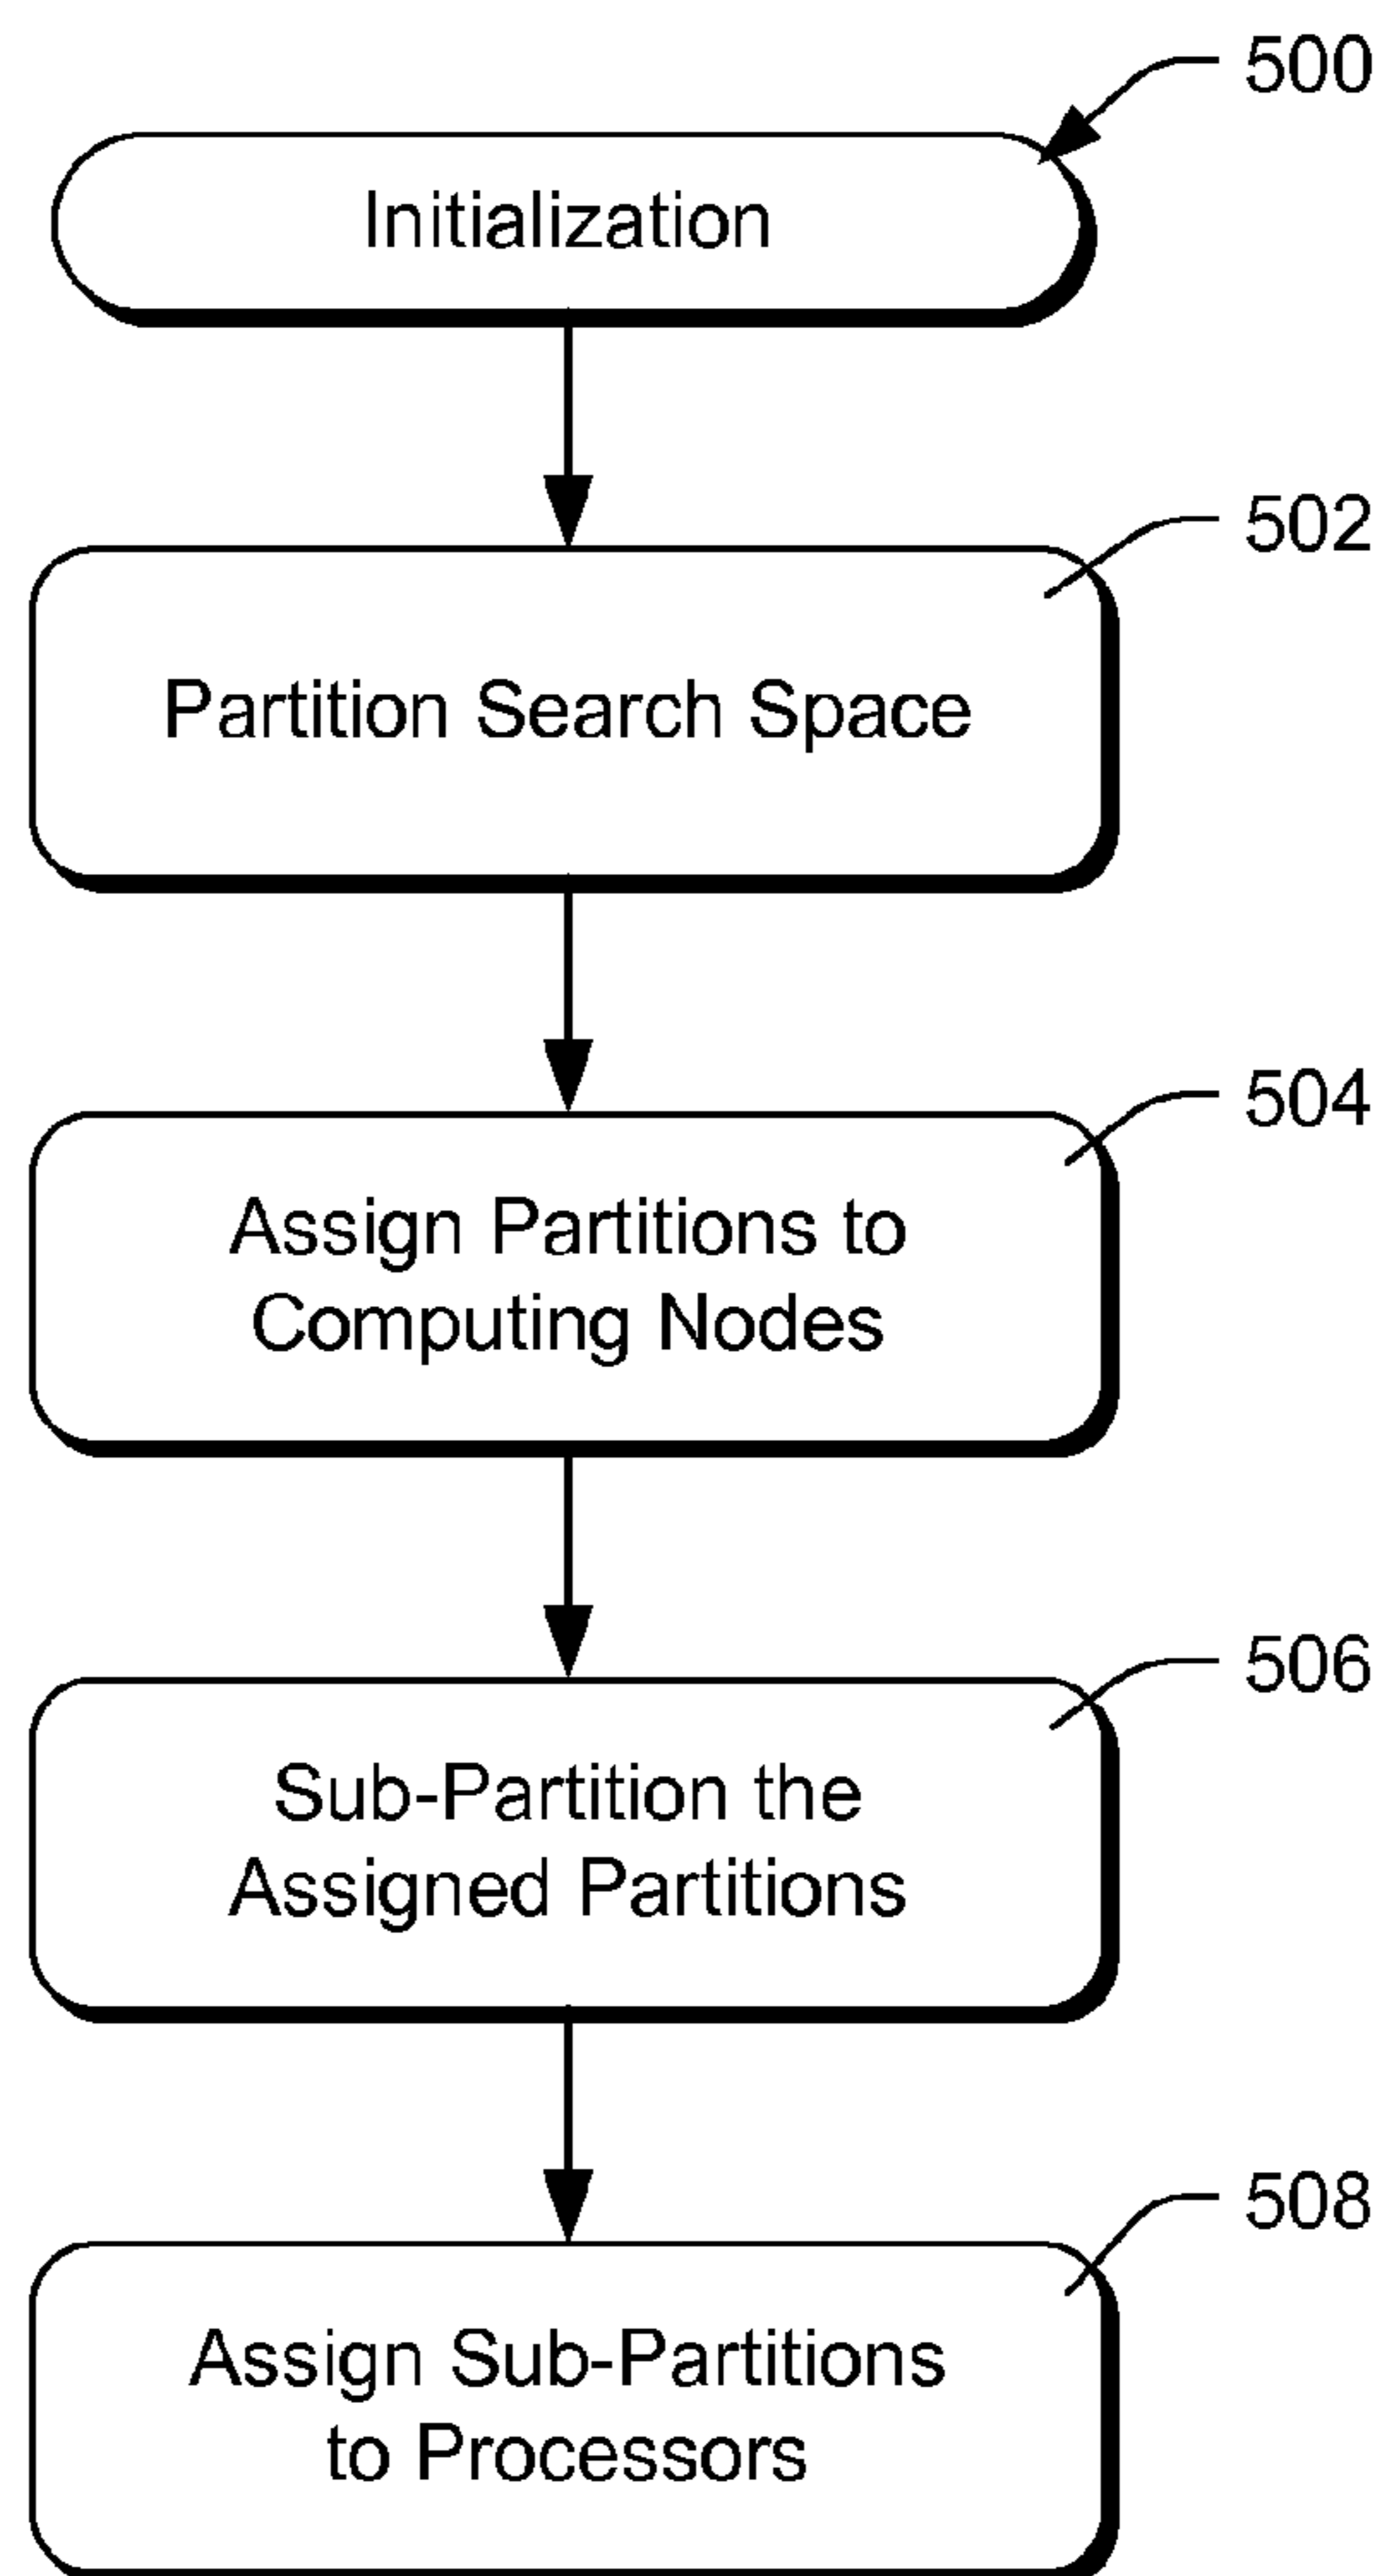 500
Initialization
502
Partition Search Space
504
Assign Partitions to
Computing Nodes
506
Sub-Partition the
Assigned Partitions
508
Assign Sub-Partitions
to Processors